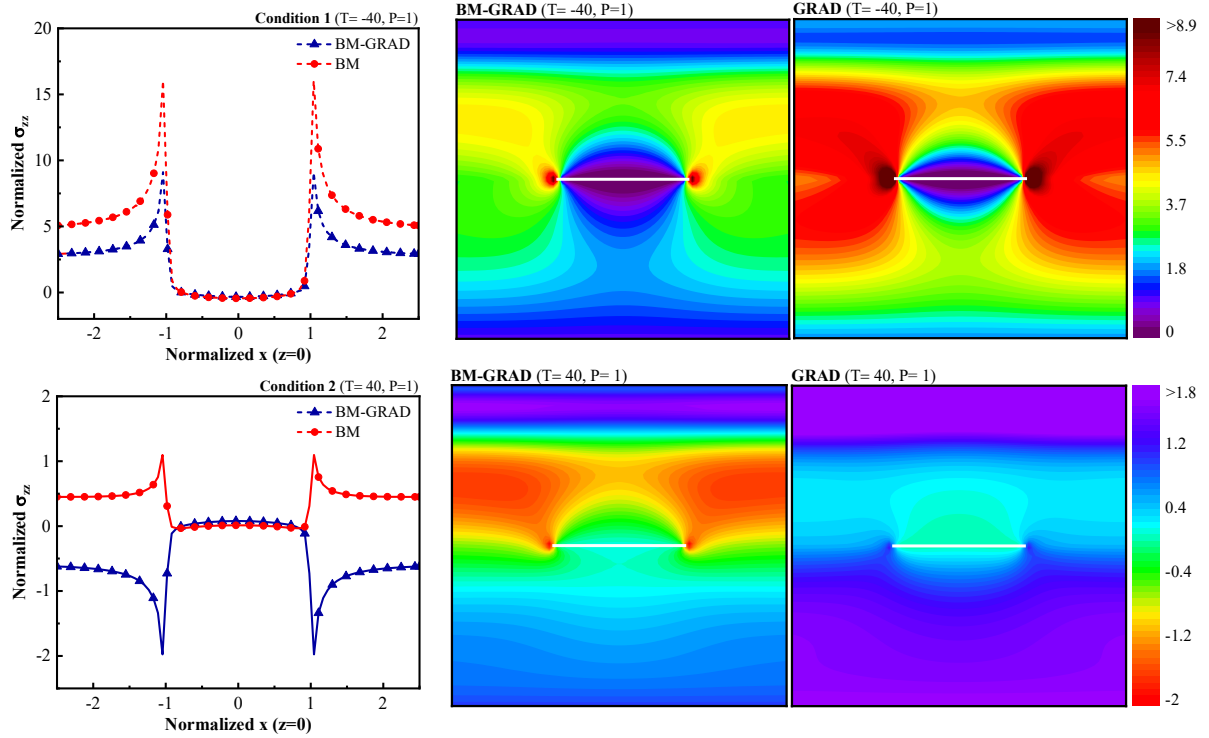 Condition 1 (T= -40, P=1)
BM-GRAD (T= -40, P=1)
GRAD (T= -40, P=1)
20
15
10
5
0
Normalized σzz
BM-GRAD
BM
-2
-1
0
1
2
Normalized x (z=0)
>8.9
7.4
5.5
3.7
1.8
0
Condition 2 (T= 40, P=1)
BM-GRAD (T= 40, P= 1)
GRAD (T= 40, P= 1)
2
1
0
-1
-2
Normalized σzz
BM-GRAD
BM
-2
-1
0
1
2
Normalized x (z=0)
>1.8
1.2
0.4
-0.4
-1.2
-2